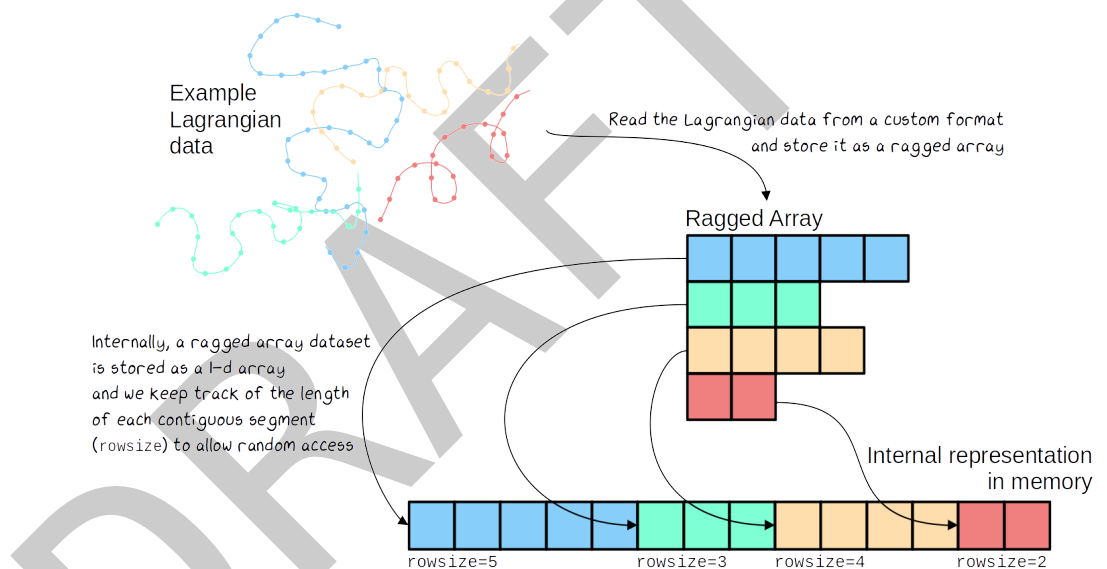 Example
Lagrangian
data
Read the Lagrangian data from a custom format
and store it as a ragged array
Ragged Array
Internally, a ragged array dataset
is stored as a 1-d array
and we keep track of the length
of each contiguous segment
(rowsize) to allow random access
Internal representation
in memory
rowsize=5 rowsize=3 rowsize=4 rowsize=2
DRAFT